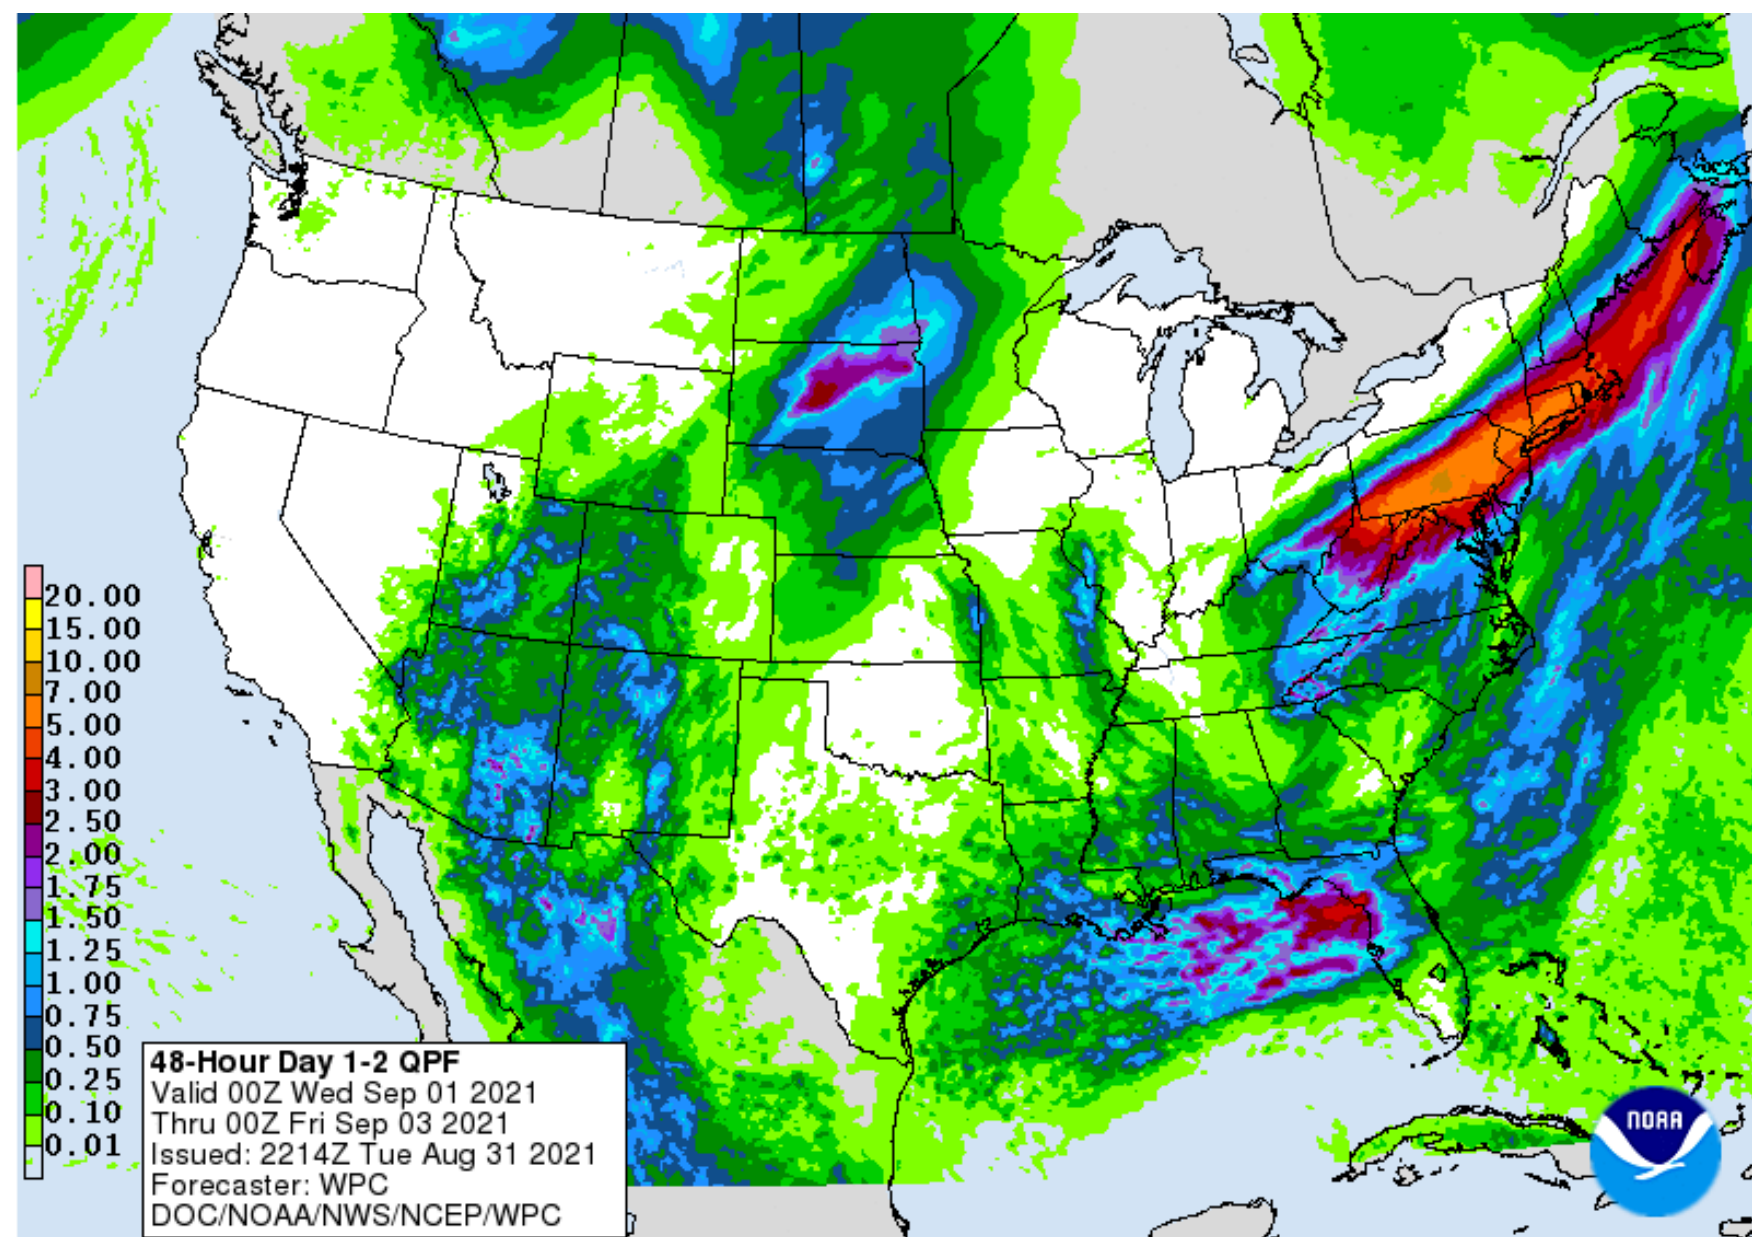 20.00
15.00
10.00
7.00
5.00
4.00
3.00
2.50
2.00
1.75
1.50
1.25
1.00
0.75
0.50
0.25
0.10
0.01
48-Hour Day 1-2 QPF
Valid 00Z Wed Sep 01 2021
Thru 00Z Fri Sep 03 2021
Issued: 2214Z Tue Aug 31 2021
Forecaster: WPC
DOC/NOAA/NWS/NCEP/WPC
NOAA